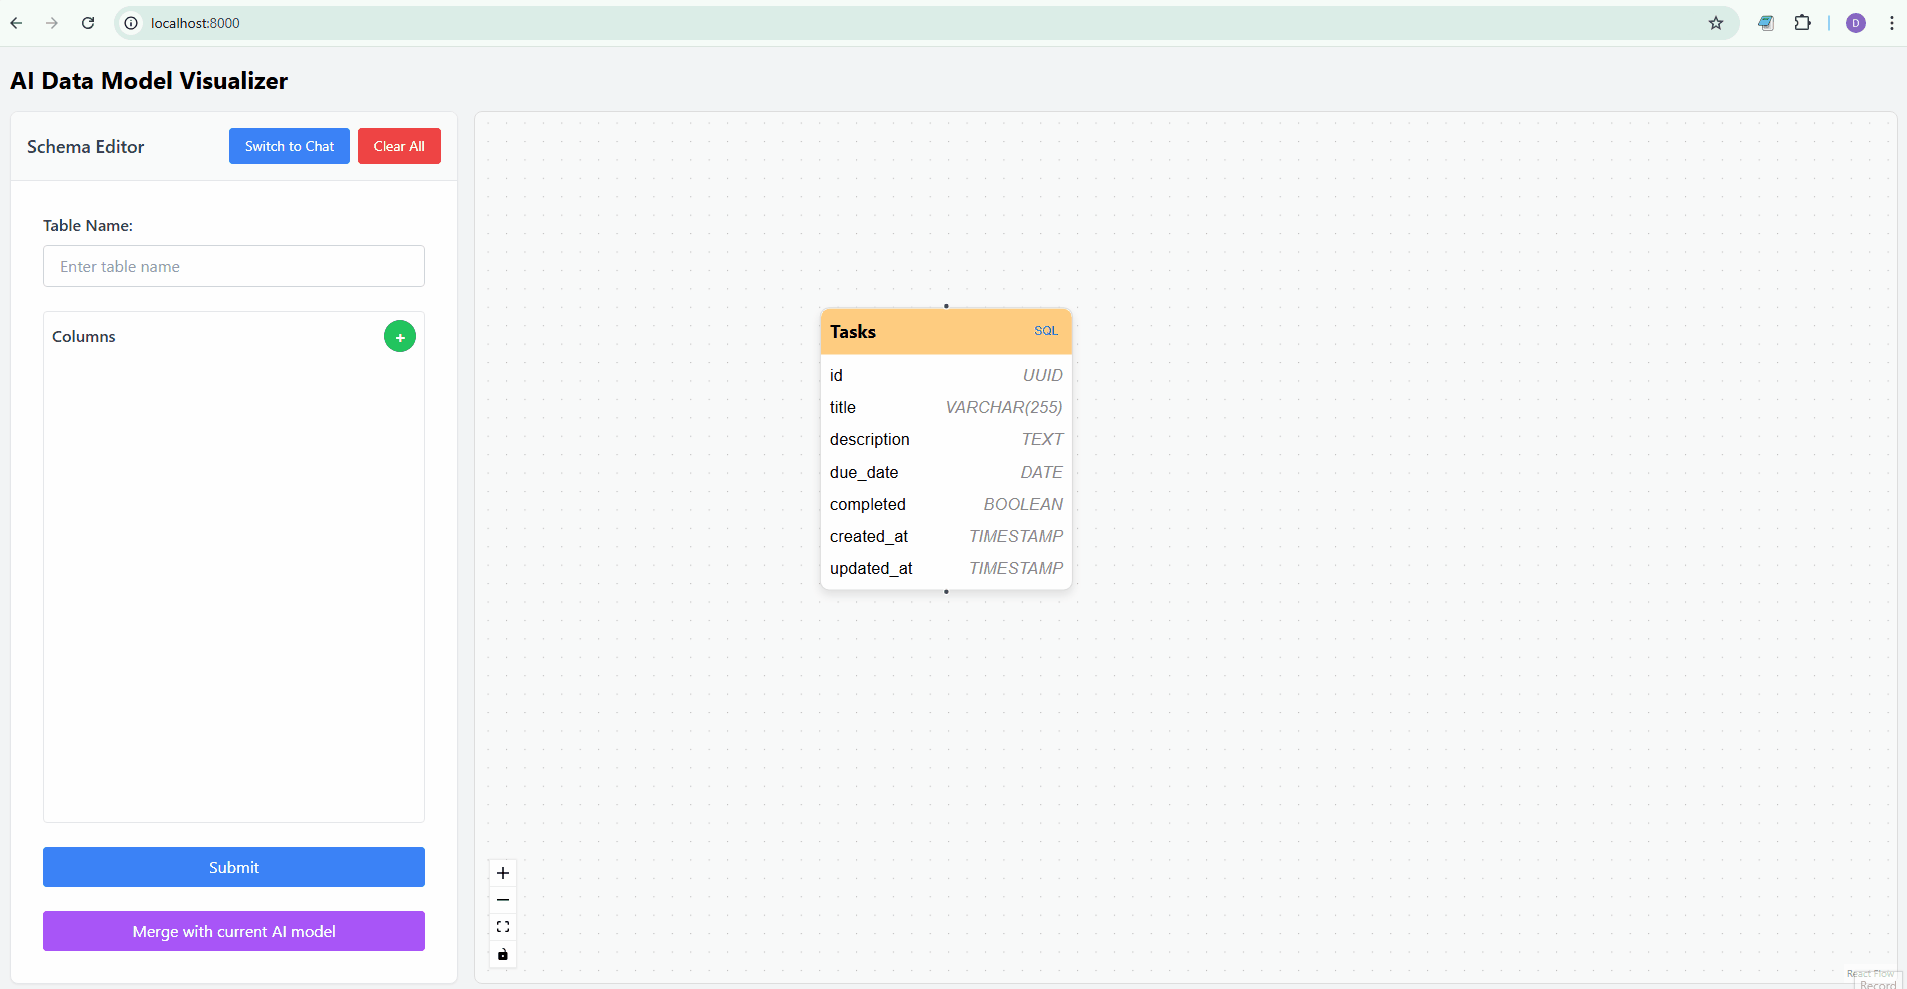 localhost:8000
D
AI Data Model Visualizer
Schema Editor
Switch to Chat
Clear All
Table Name:
Enter table name
Columns
+
Submit
Merge with current AI model
Tasks SQL
id UUID
title VARCHAR(255)
description TEXT
due_date DATE
completed BOOLEAN
created_at TIMESTAMP
updated_at TIMESTAMP
React Flow
Record